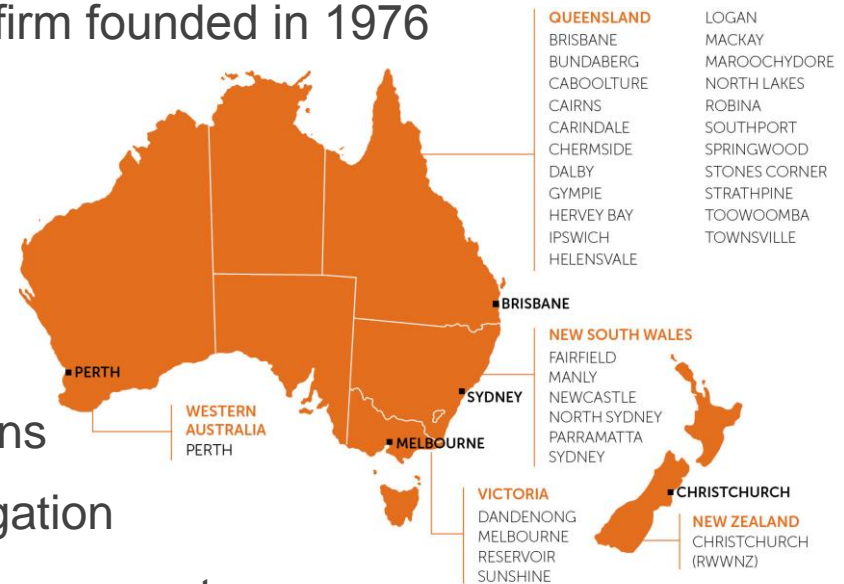 firm founded in 1976
QUEENSLAND
BRISBANE
BUNDABERG
CABOOLTURE
CAIRNS
CARINDALE
CHERMSIDE
DALBY
GYMPIE
HERVEY BAY
IPSWICH
HELENSVALE
LOGAN
MACKAY
MAROOCHYDORE
NORTH LAKES
ROBINA
SOUTHPORT
SPRINGWOOD
STONES CORNER
STRATHPINE
TOOWOOMBA
TOWNSVILLE
BRISBANE
PERTH
SYDNEY
MELBOURNE
CHRISTCHURCH
NEW SOUTH WALES
FAIRFIELD
MANLY
NEWCASTLE
NORTH SYDNEY
PARRAMATTA
SYDNEY
WESTERN
AUSTRALIA
PERTH
VICTORIA
DANDENONG
MELBOURNE
RESERVOIR
SUNSHINE
NEW ZEALAND
CHRISTCHURCH
(RWWNZ)
ns
gation